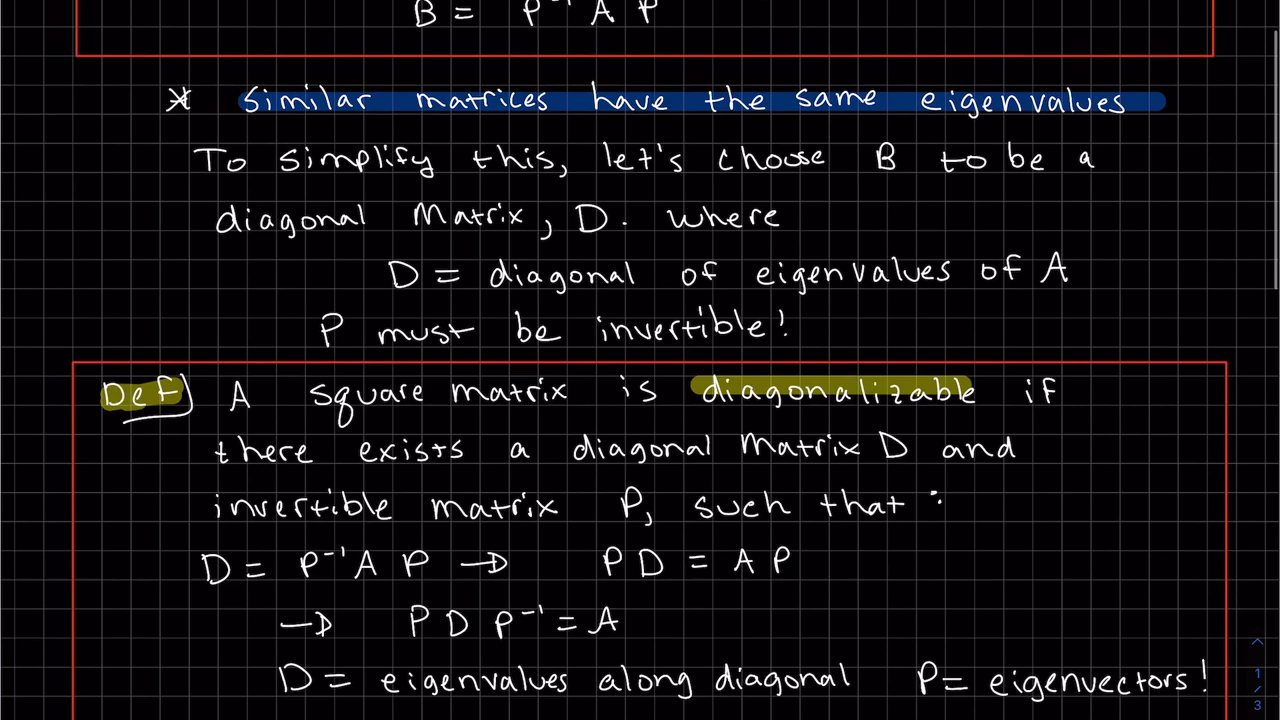 B = P⁻¹ A P
* Similar matrices have the same eigenvalues
To simplify this, let's choose B to be a
diagonal Matrix, D. where
D = diagonal of eigenvalues of A
P must be invertible!
Def) A square matrix is diagonalizable if
there exists a diagonal Matrix D and
invertible matrix P, such that:
D = P⁻¹ A P → P D = A P
→ P D P⁻¹ = A
D = eigenvalues along diagonal P = eigenvectors!
1
/
3